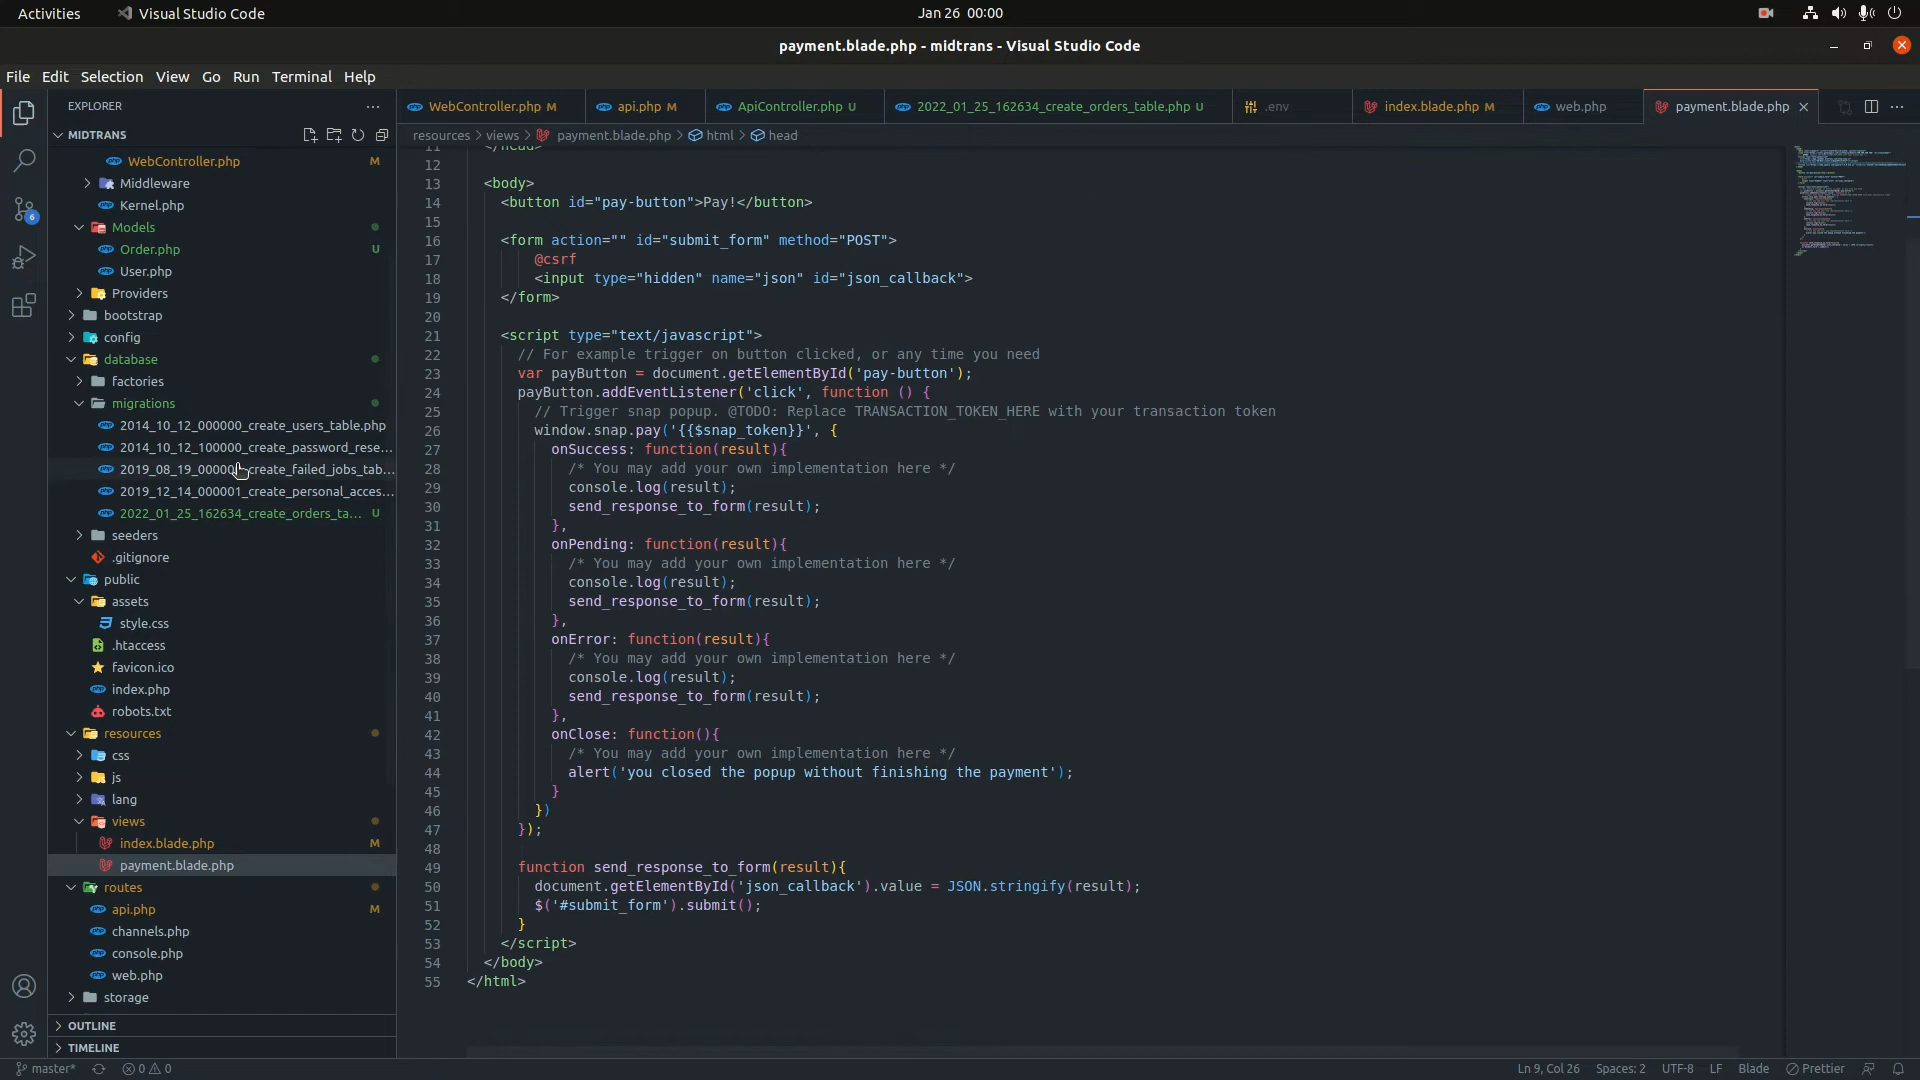 Activities
Visual Studio Code
Jan 26 00:00
payment.blade.php - midtrans - Visual Studio Code
File Edit Selection View Go Run Terminal Help
EXPLORER
MIDTRANS
WebController.php M
Middleware
Kernel.php
Models
Order.php U
User.php
Providers
bootstrap
config
database
factories
migrations
2014_10_12_000000_create_users_table.php
2014_10_12_100000_create_password_rese...
2019_08_19_000000_create_failed_jobs_tab...
2019_12_14_000001_create_personal_acces...
2022_01_25_162634_create_orders_ta... U
seeders
.gitignore
public
assets
style.css
.htaccess
favicon.ico
index.php
robots.txt
resources
css
js
lang
views
index.blade.php M
payment.blade.php
routes
api.php M
channels.php
console.php
web.php
storage
OUTLINE
TIMELINE
WebController.php M
api.php M
ApiController.php U
2022_01_25_162634_create_orders_table.php U
.env
index.blade.php M
web.php
payment.blade.php
resources > views > payment.blade.php > html > head
11 </head>
12
13 <body>
14 <button id="pay-button">Pay!</button>
15
16 <form action="" id="submit_form" method="POST">
17 @csrf
18 <input type="hidden" name="json" id="json_callback">
19 </form>
20
21 <script type="text/javascript">
22 // For example trigger on button clicked, or any time you need
23 var payButton = document.getElementById('pay-button');
24 payButton.addEventListener('click', function () {
25 // Trigger snap popup. @TODO: Replace TRANSACTION_TOKEN_HERE with your transaction token
26 window.snap.pay('{{$snap_token}}', {
27 onSuccess: function(result){
28 /* You may add your own implementation here */
29 console.log(result);
30 send_response_to_form(result);
31 },
32 onPending: function(result){
33 /* You may add your own implementation here */
34 console.log(result);
35 send_response_to_form(result);
36 },
37 onError: function(result){
38 /* You may add your own implementation here */
39 console.log(result);
40 send_response_to_form(result);
41 },
42 onClose: function(){
43 /* You may add your own implementation here */
44 alert('you closed the popup without finishing the payment');
45 }
46 })
47 });
48
49 function send_response_to_form(result){
50 document.getElementById('json_callback').value = JSON.stringify(result);
51 $('#submit_form').submit();
52 }
53 </script>
54 </body>
55 </html>
6
master* 0 0
Ln 9, Col 26 Spaces: 2 UTF-8 LF Blade Prettier